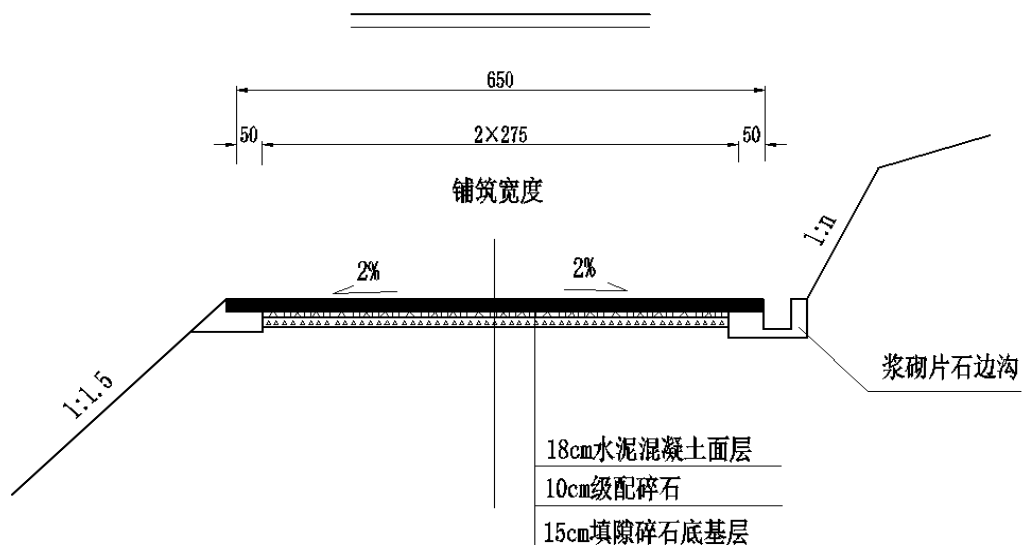 650
50 2×275 50
铺筑宽度
1:n
2% 2%
浆砌片石边沟
1:1.5
18cm水泥混凝土面层
10cm级配碎石
15cm填隙碎石底基层